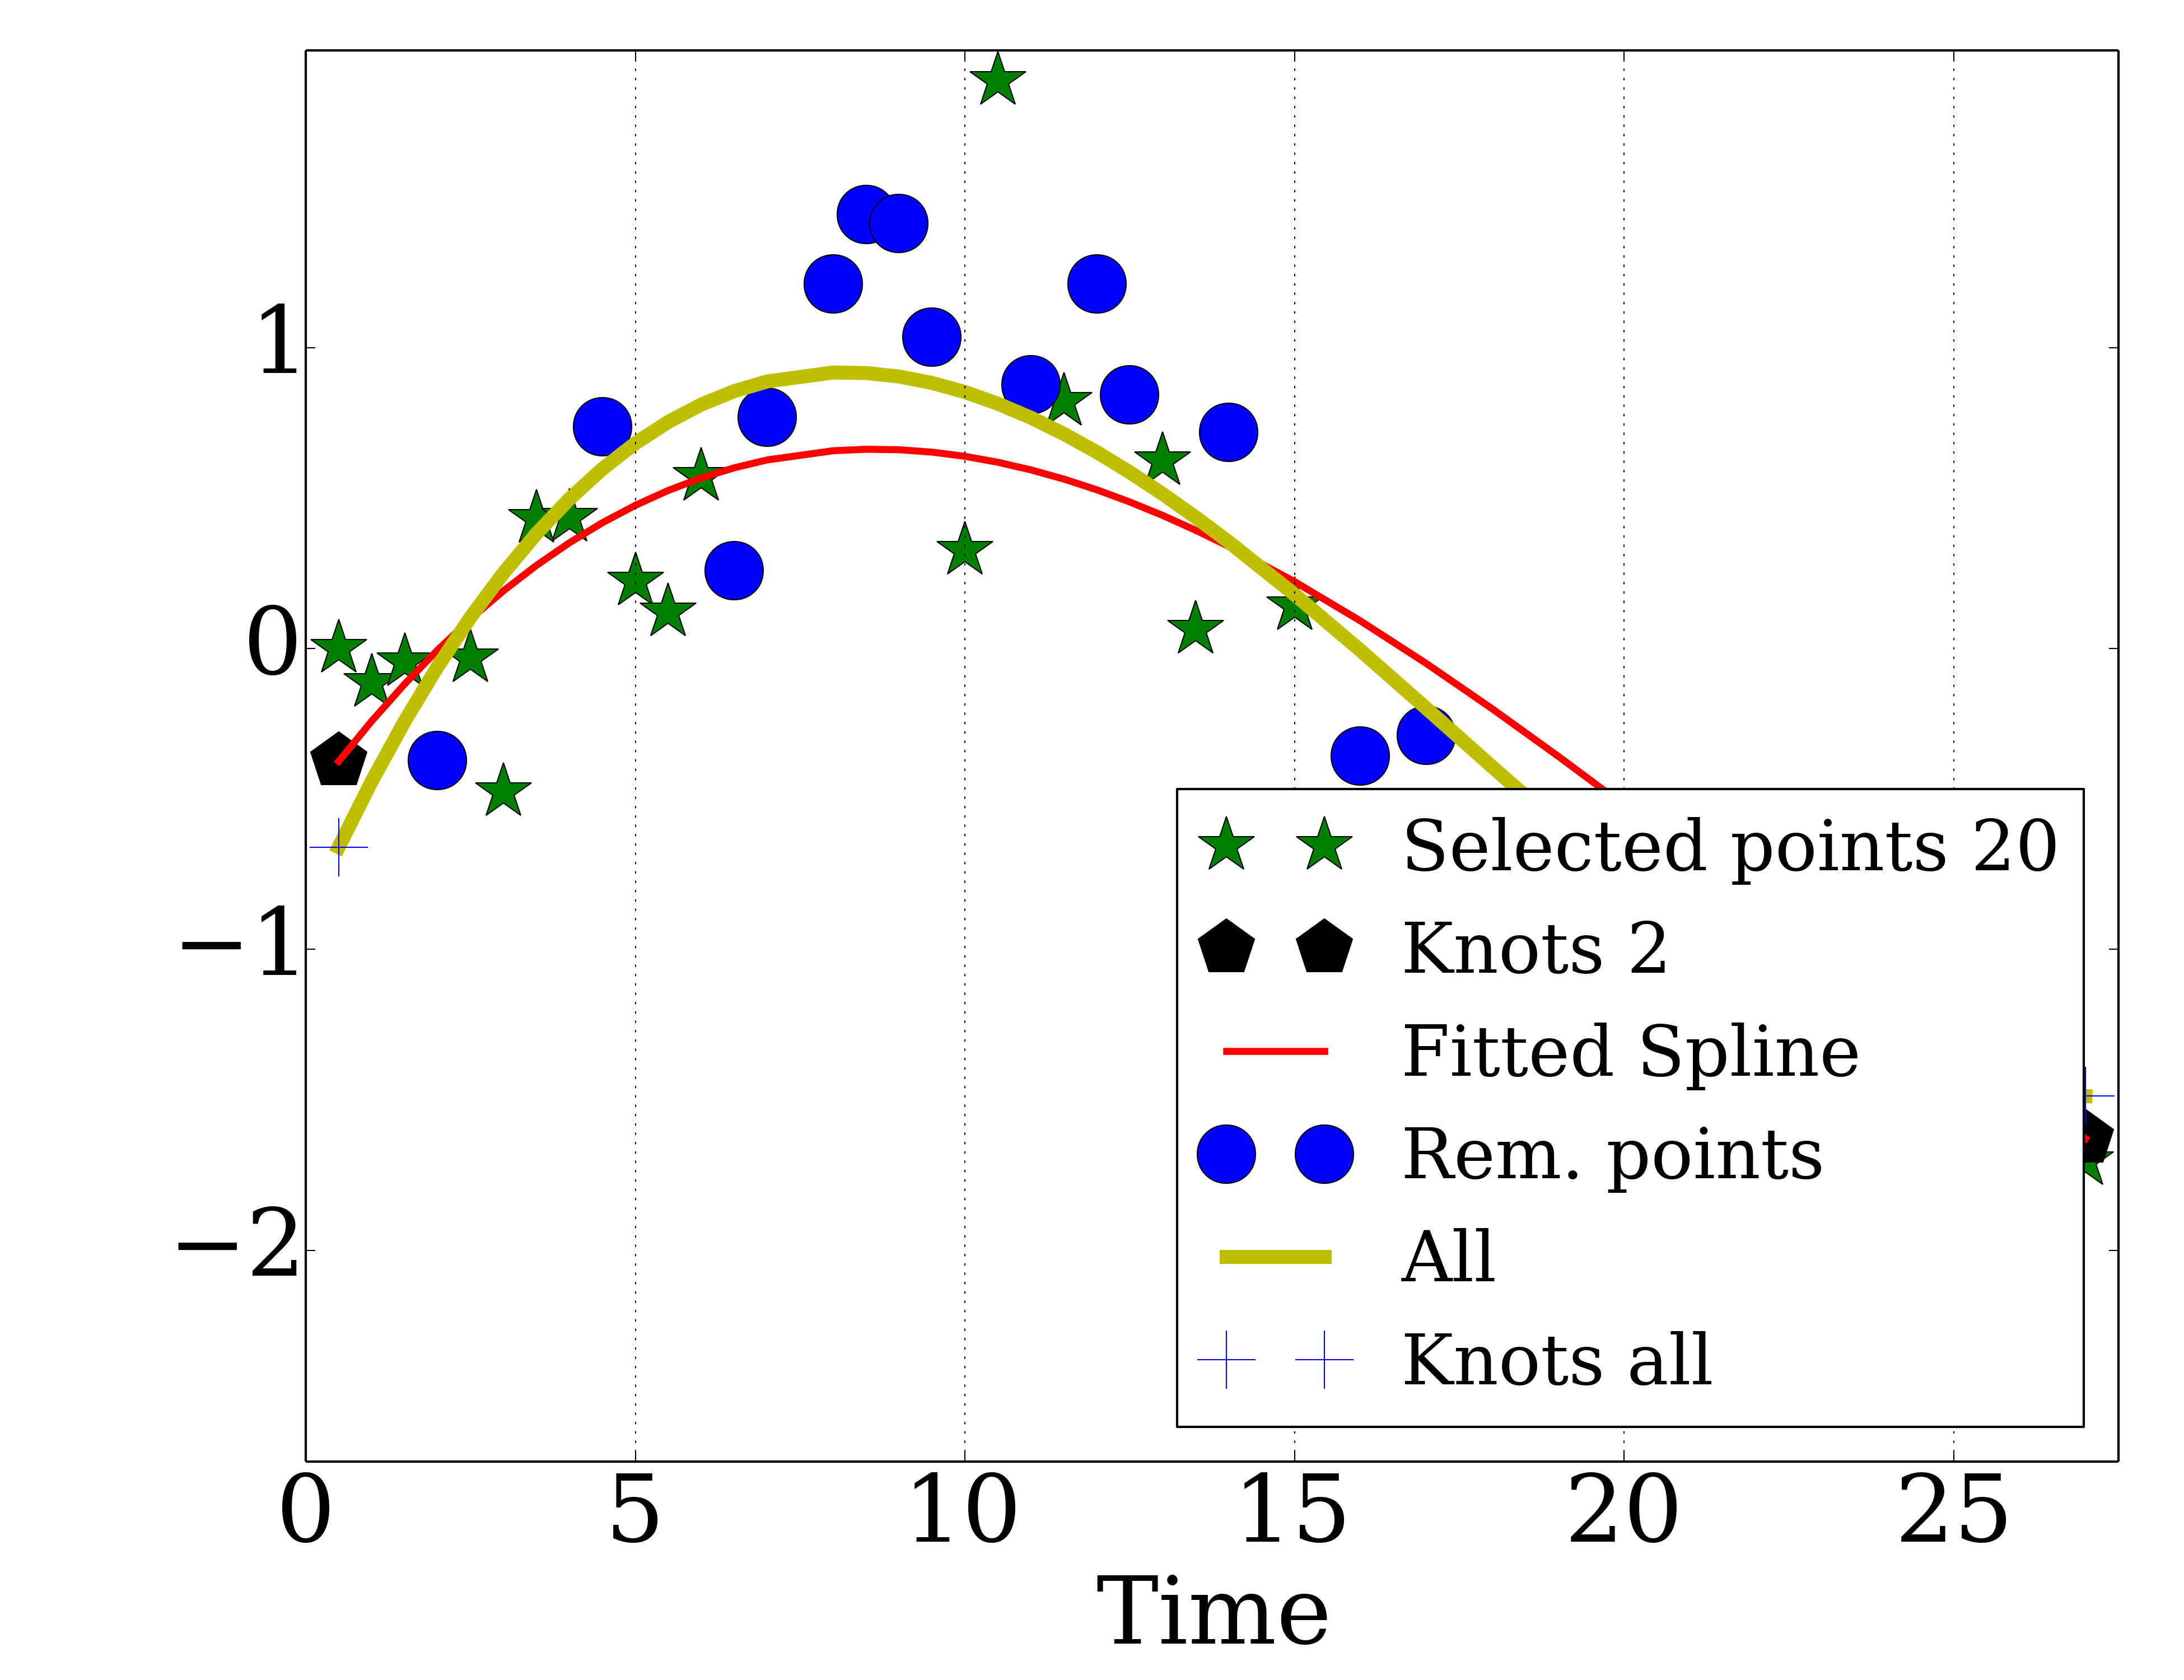 1
0
−1
−2
Selected points 20
Knots 2
Fitted Spline
Rem. points
All
Knots all
0 5 10 15 20 25
Time